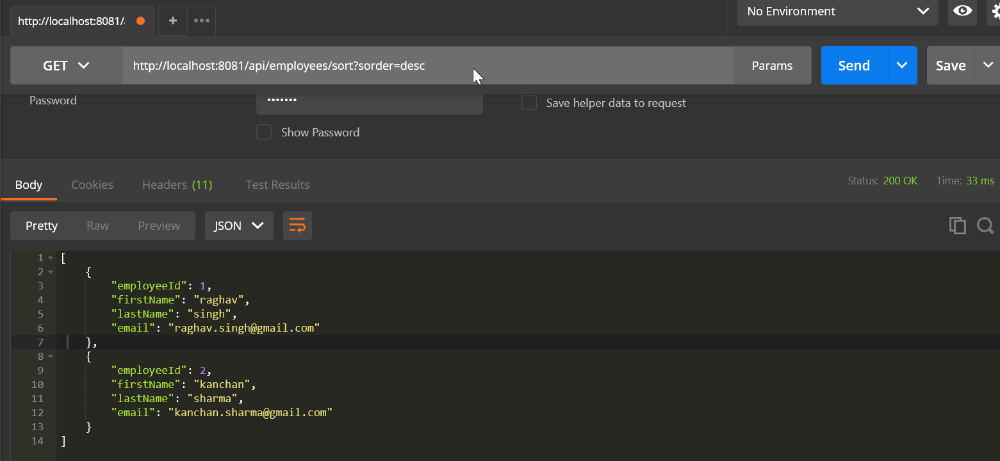 http://localhost:8081/
No Environment
GET
http://localhost:8081/api/employees/sort?sorder=desc
Params
Send
Save
Password
•••••••
Save helper data to request
Show Password
Body
Cookies
Headers (11)
Test Results
Status: 200 OK
Time: 33 ms
Pretty
Raw
Preview
JSON
1 [
2 {
3 "employeeId": 1,
4 "firstName": "raghav",
5 "lastName": "singh",
6 "email": "raghav.singh@gmail.com"
7 },
8 {
9 "employeeId": 2,
10 "firstName": "kanchan",
11 "lastName": "sharma",
12 "email": "kanchan.sharma@gmail.com"
13 }
14 ]